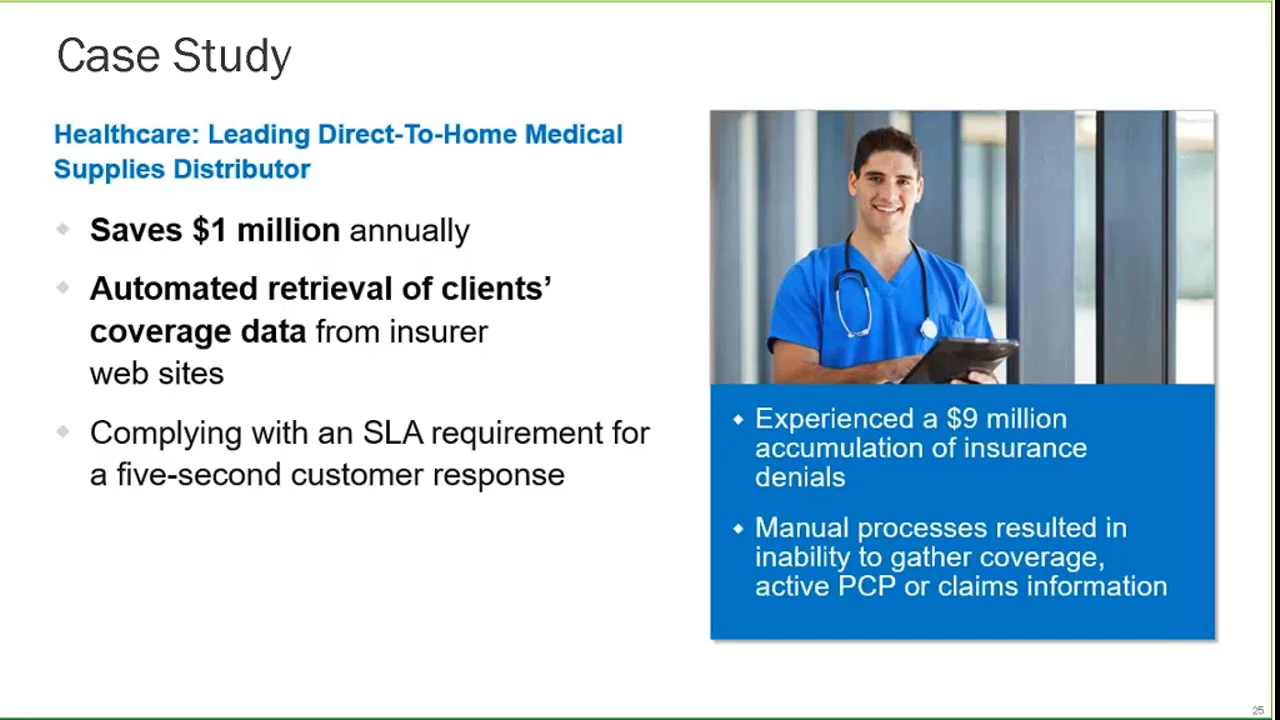 Case Study
Healthcare: Leading Direct-To-Home Medical
Supplies Distributor
Saves $1 million annually
Automated retrieval of clients’
coverage data from insurer
web sites
Complying with an SLA requirement for
a five-second customer response
Experienced a $9 million
accumulation of insurance
denials
Manual processes resulted in
inability to gather coverage,
active PCP or claims information
25